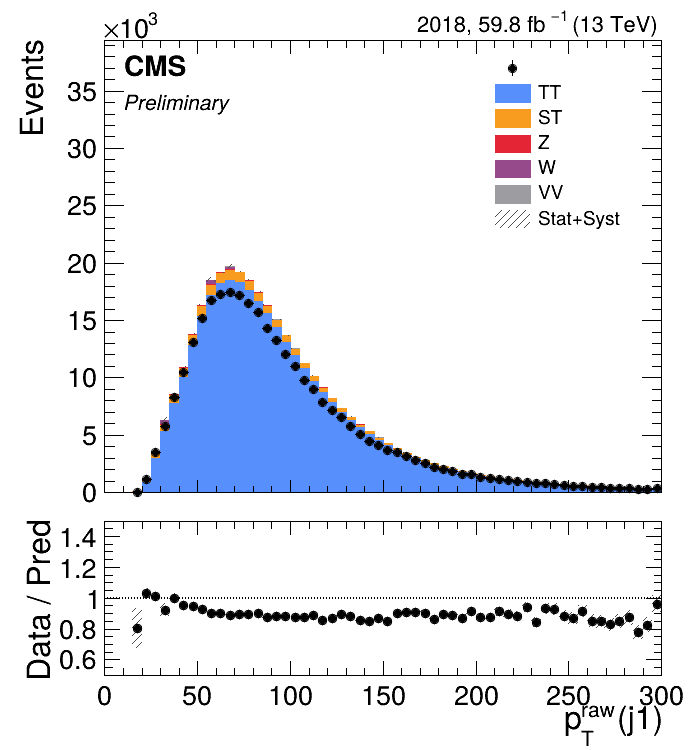 ×10³
2018, 59.8 fb⁻¹ (13 TeV)
CMS
Preliminary
Events
35
30
25
20
15
10
5
0
TT
ST
Z
W
VV
Stat+Syst
Data / Pred
1.4
1.2
1
0.8
0.6
0
50
100
150
200
250
300
p_T^raw(j1)